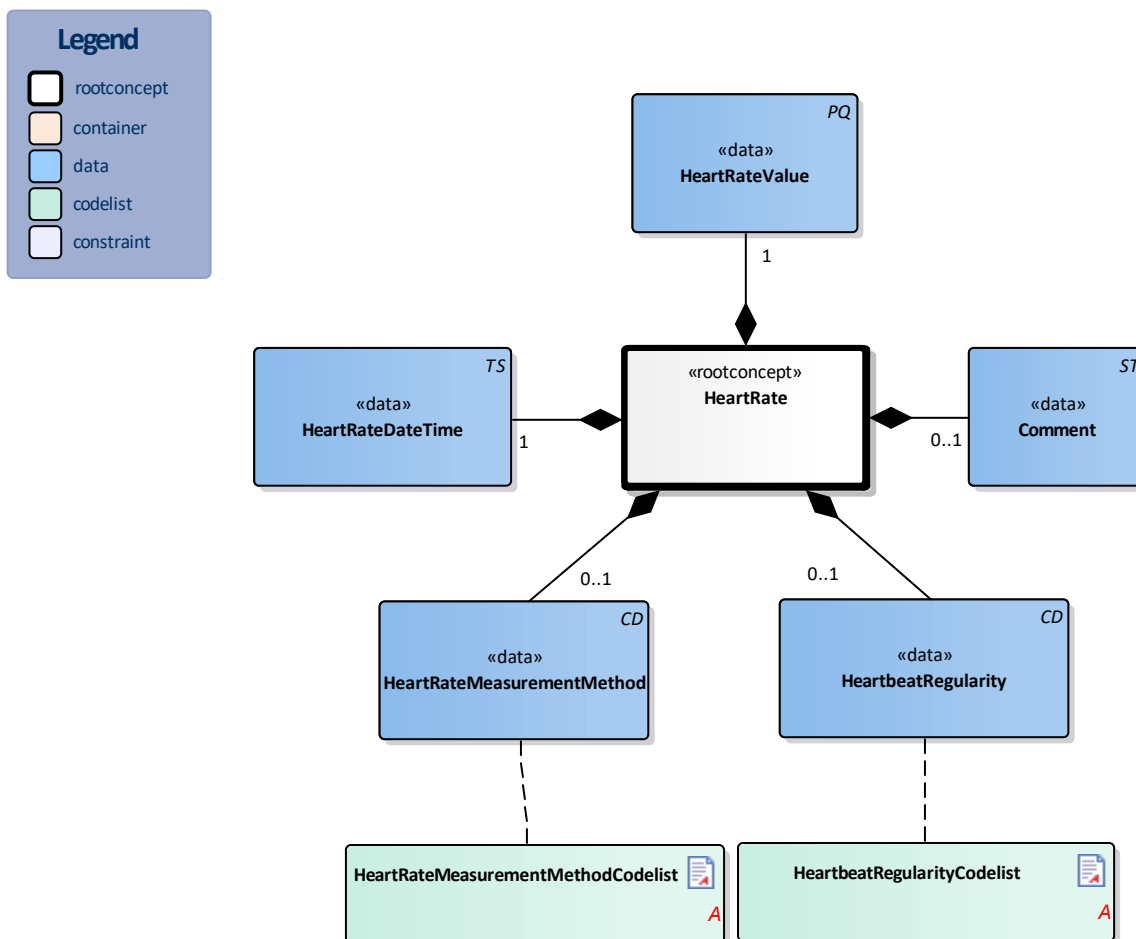 Legend
rootconcept
container
data
codelist
constraint
PQ
«data»
HeartRateValue
1
TS
«data»
HeartRateDateTime
1
«rootconcept»
HeartRate
ST
«data»
Comment
0..1
0..1
0..1
CD
«data»
HeartRateMeasurementMethod
CD
«data»
HeartbeatRegularity
HeartRateMeasurementMethodCodelist
A
A
HeartbeatRegularityCodelist
A
A